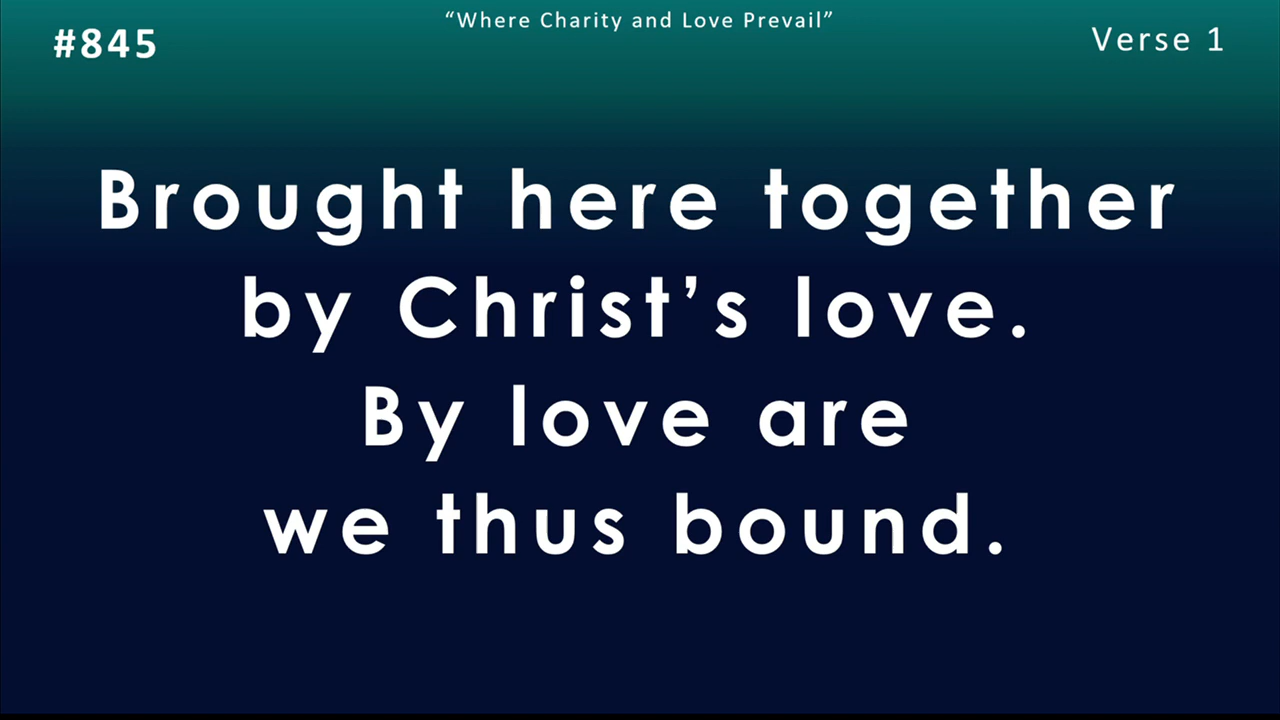 “Where Charity and Love Prevail”
#845
Verse 1
Brought here together
by Christ’s love.
By love are
we thus bound.